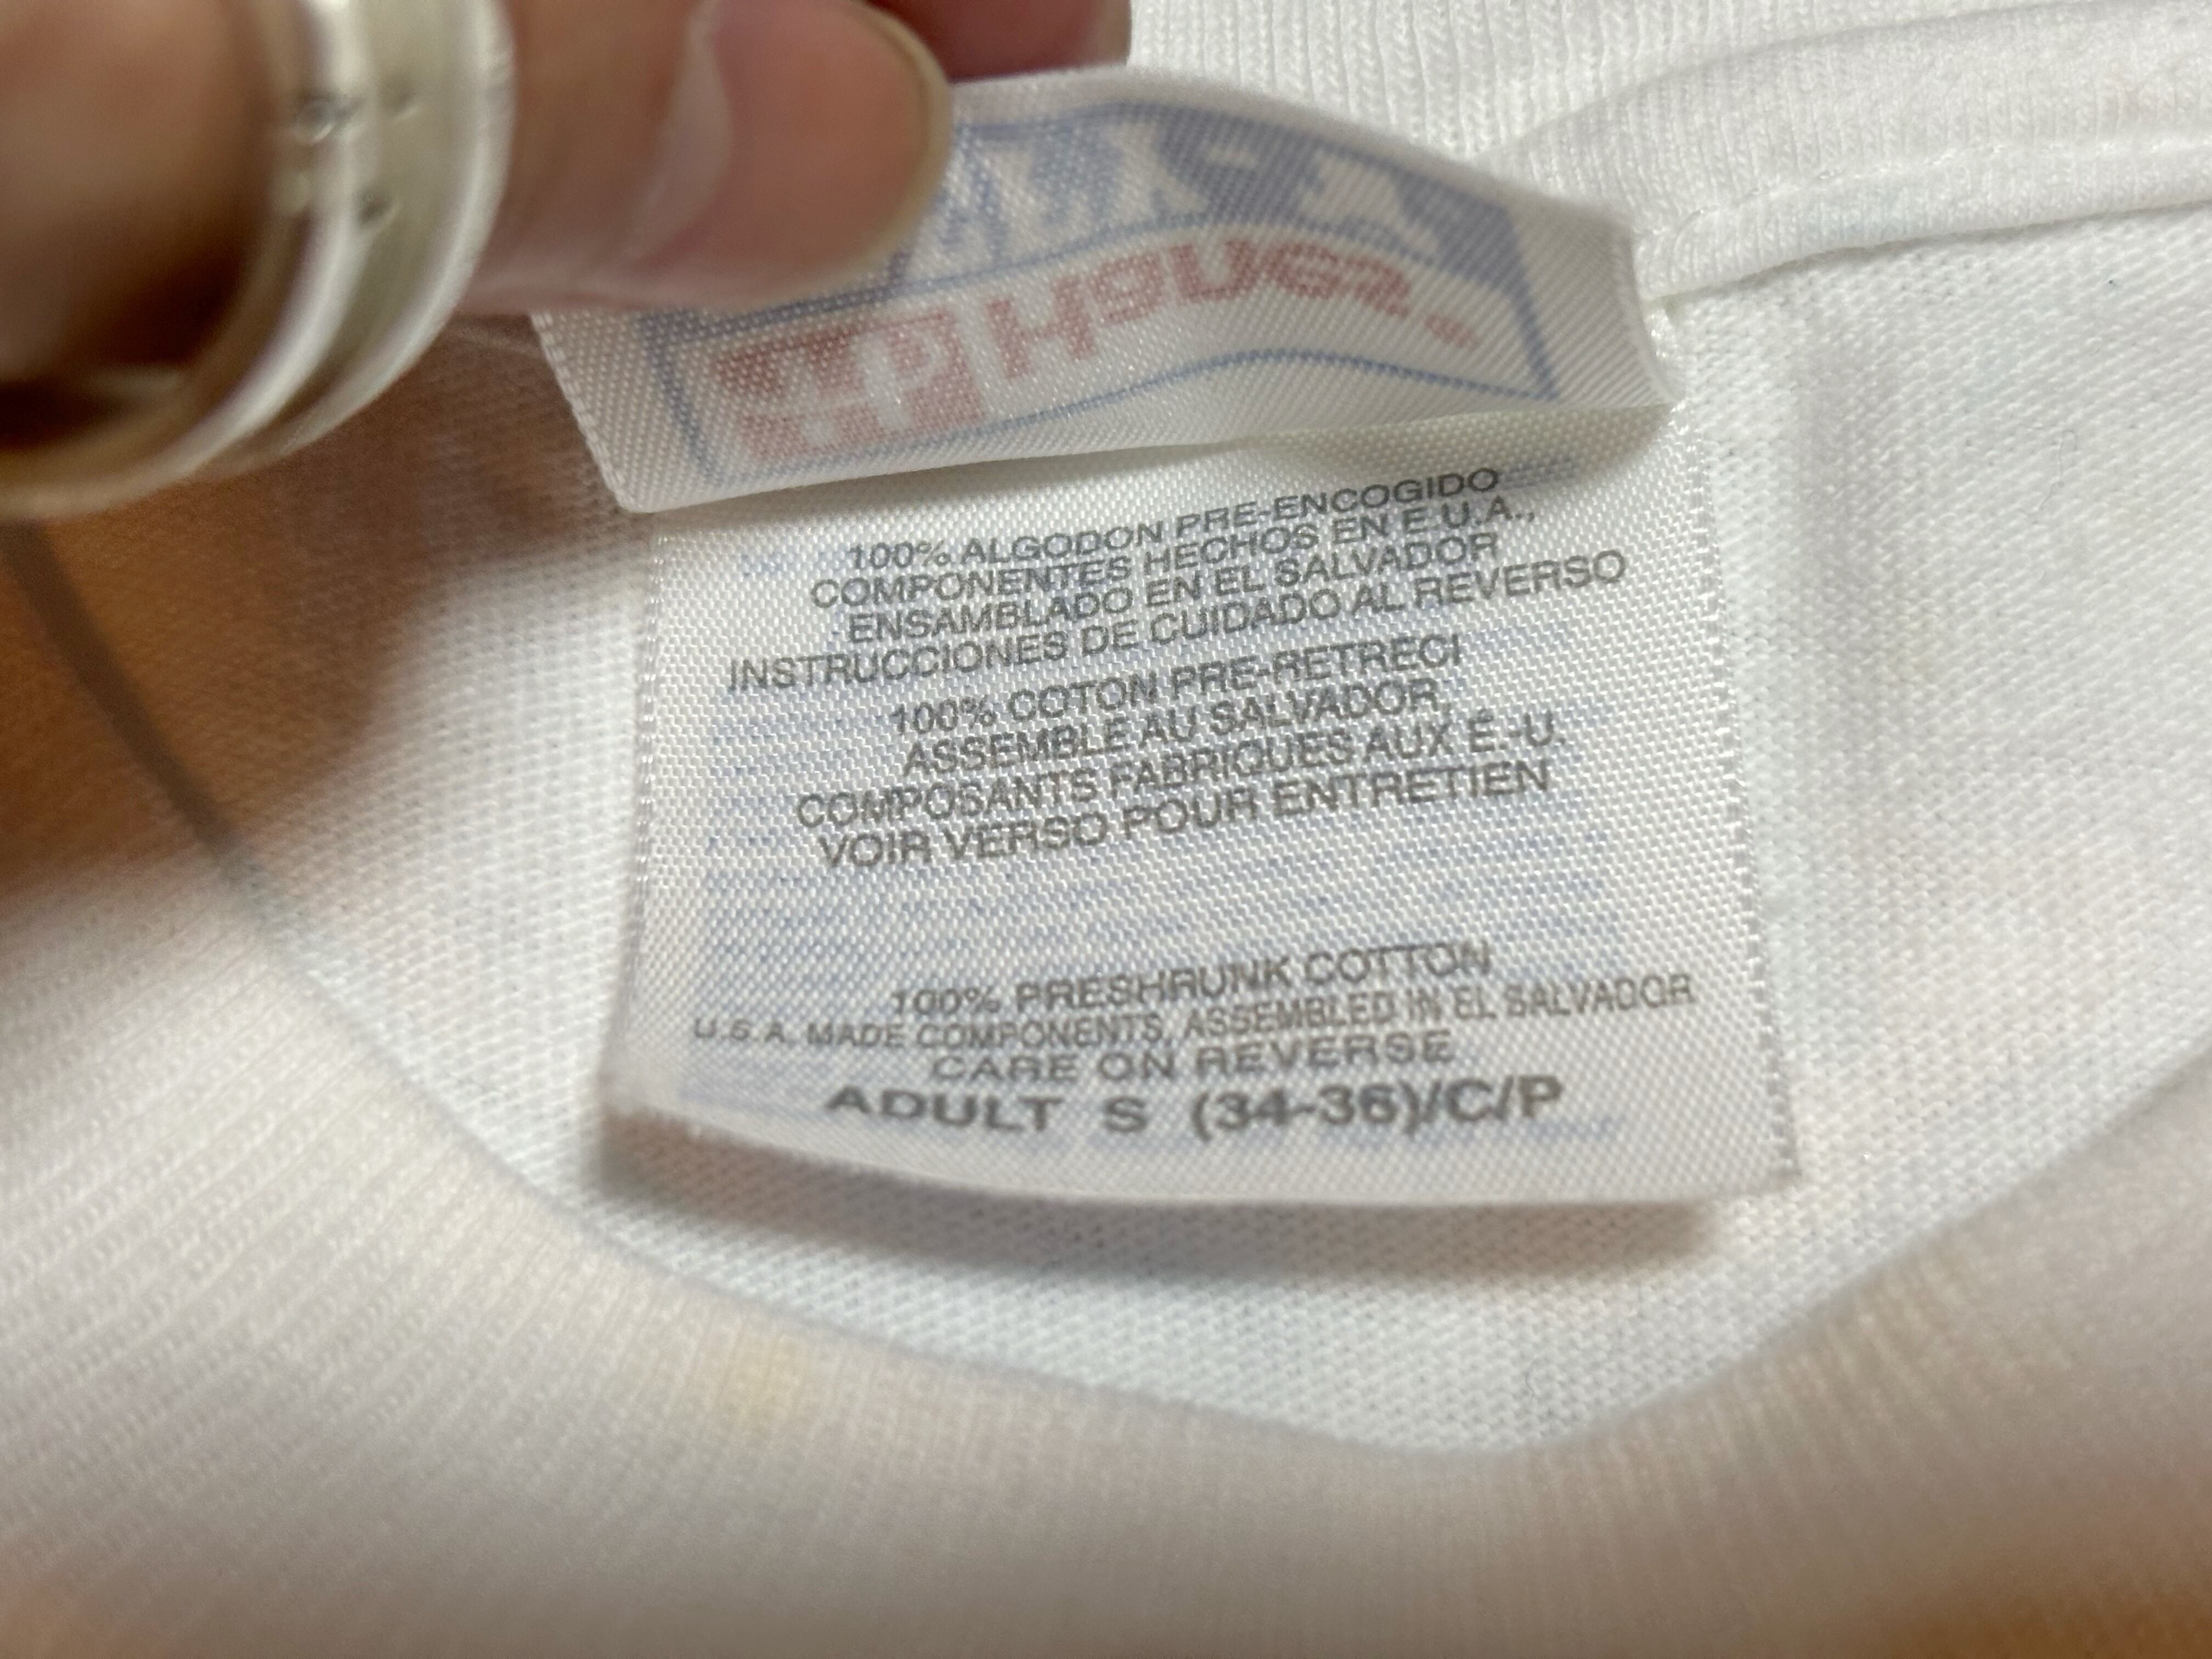 100% ALGODON PRE-ENCOGIDO
COMPONENTES HECHOS EN E.U.A.,
ENSAMBLADO EN EL SALVADOR
INSTRUCCIONES DE CUIDADO AL REVERSO
100% COTON PRE-RETRECI
ASSEMBLE AU SALVADOR
COMPOSANTS FABRIQUES AUX É.-U.
VOIR VERSO POUR ENTRETIEN
100% PRESHRUNK COTTON
U.S.A. MADE COMPONENTS, ASSEMBLED IN EL SALVADOR
CARE ON REVERSE
ADULT S (34-36)/C/P